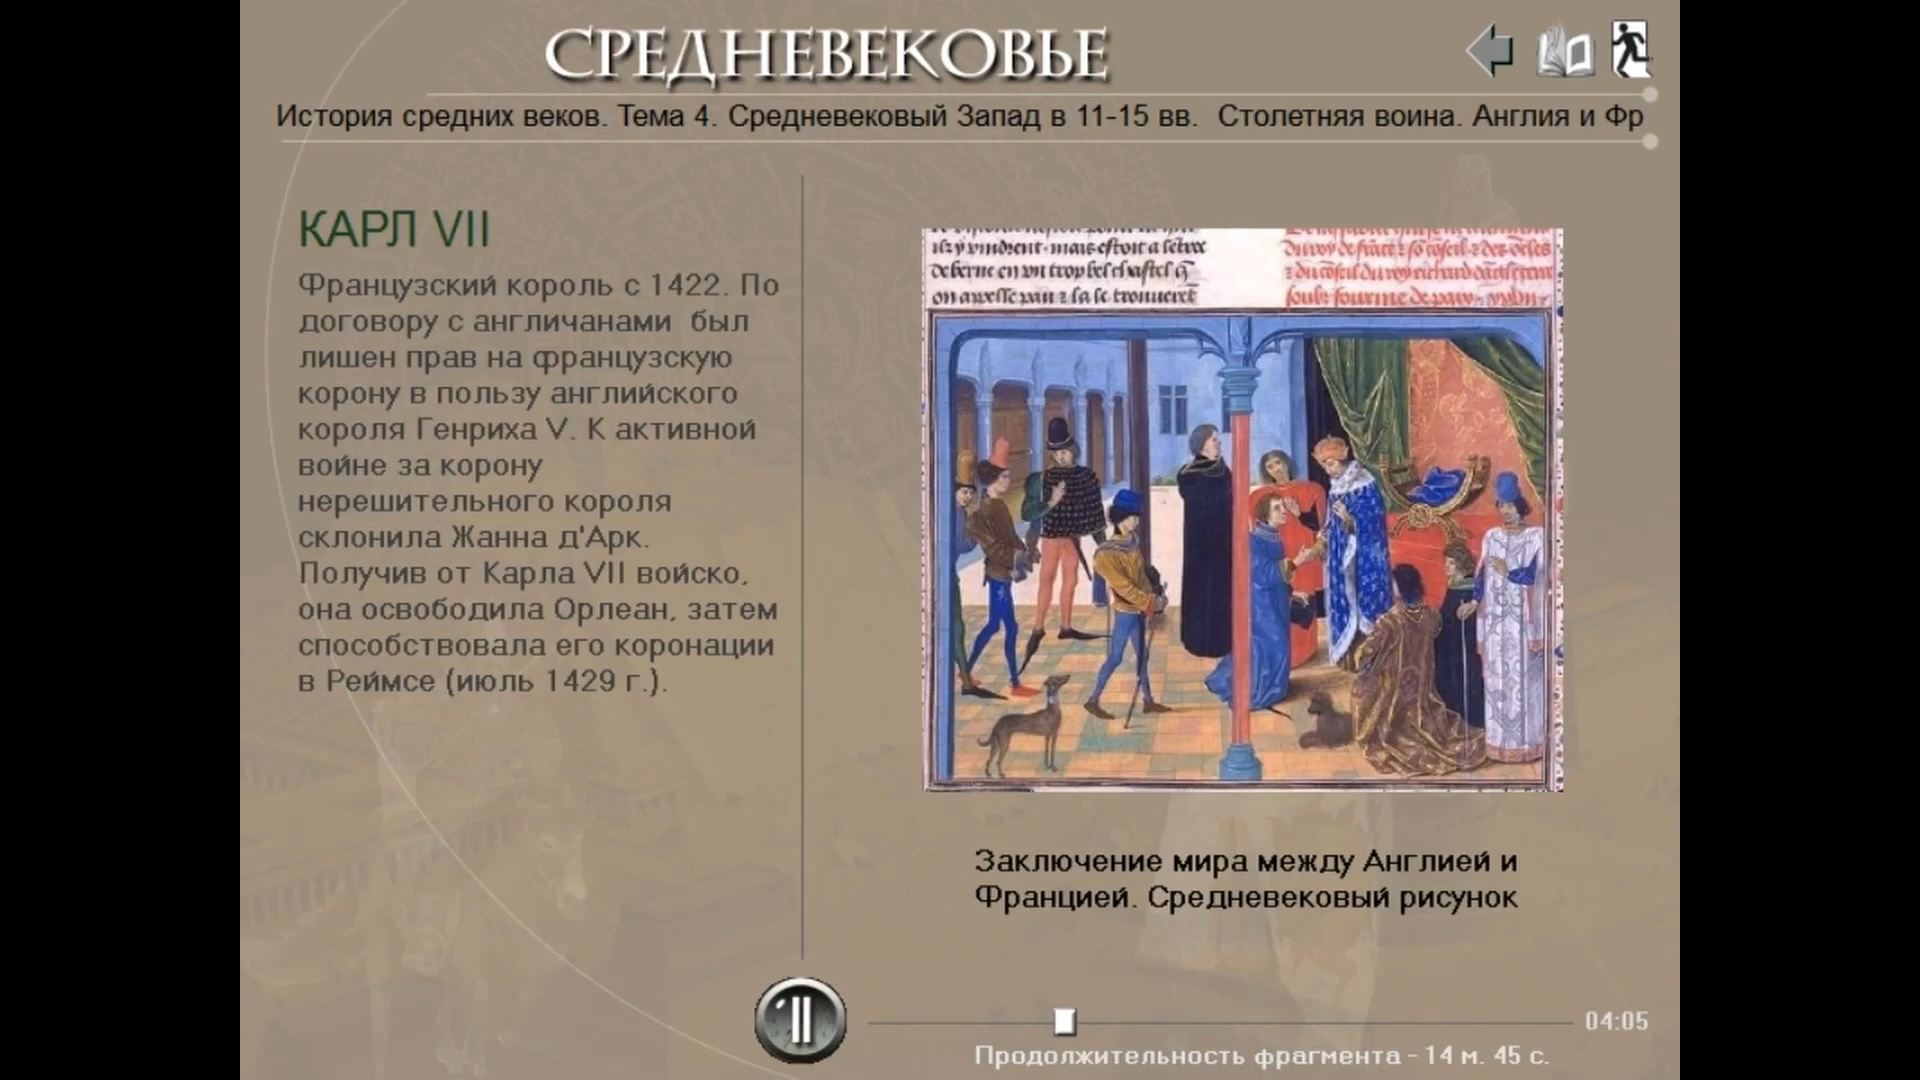 СРЕДНЕВЕКОВЬЕ
История средних веков. Тема 4. Средневековый Запад в 11-15 вв.  Столетняя воина. Англия и Фр
КАРЛ VII
Французский король с 1422. По
договору с англичанами  был
лишен прав на французскую
корону в пользу английского
короля Генриха V. К активной
войне за корону
нерешительного короля
склонила Жанна д'Арк.
Получив от Карла VII войско,
она освободила Орлеан, затем
способствовала его коронации
в Реймсе (июль 1429 г.).
Заключение мира между Англией и
Францией. Средневековый рисунок
04:05
Продолжительность фрагмента - 14 м. 45 с.